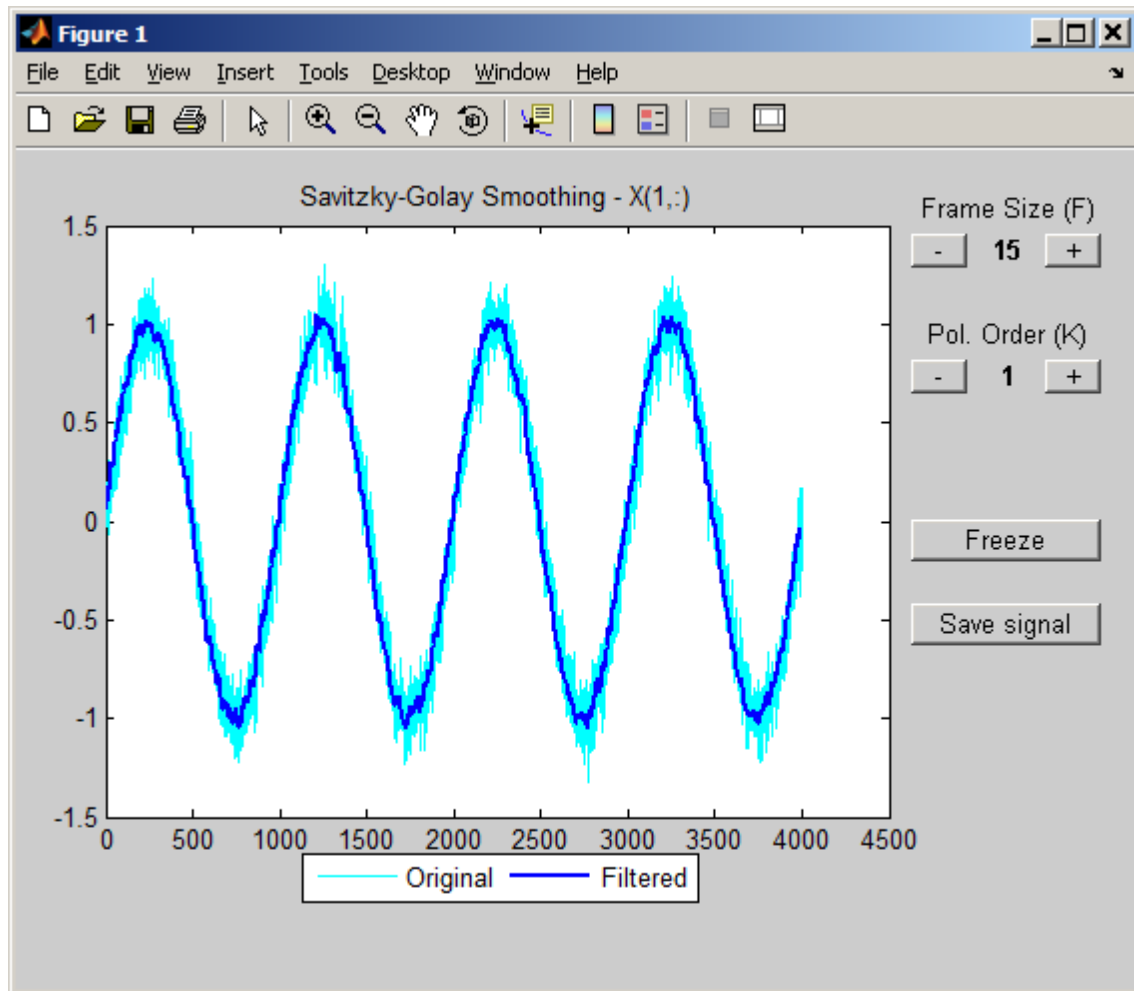 Figure 1
File Edit View Insert Tools Desktop Window Help
Savitzky-Golay Smoothing - X(1,:)
Frame Size (F)
- 15 +
Pol. Order (K)
- 1 +
Freeze
Save signal
1.5
1
0.5
0
-0.5
-1
-1.5
0 500 1000 1500 2000 2500 3000 3500 4000 4500
Original Filtered